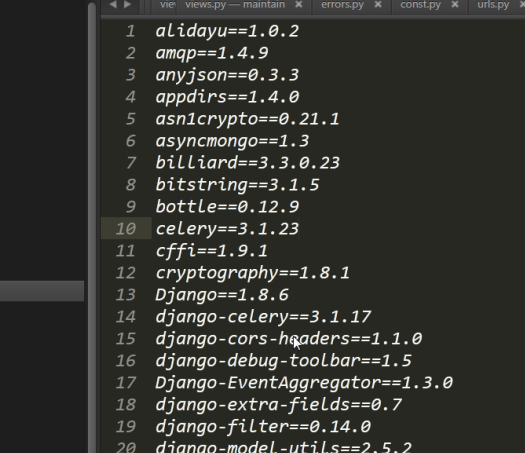 views.py — maintain
errors.py
const.py
urls.py
1 alidayu==1.0.2
2 amqp==1.4.9
3 anyjson==0.3.3
4 appdirs==1.4.0
5 asn1crypto==0.21.1
6 asyncmongo==1.3
7 billiard==3.3.0.23
8 bitstring==3.1.5
9 bottle==0.12.9
10 celery==3.1.23
11 cffi==1.9.1
12 cryptography==1.8.1
13 Django==1.8.6
14 django-celery==3.1.17
15 django-cors-headers==1.1.0
16 django-debug-toolbar==1.5
17 Django-EventAggregator==1.3.0
18 django-extra-fields==0.7
19 django-filter==0.14.0
20 django-model-utils==2.5.2